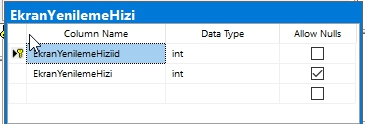 EkranYenilemeHizi
Column Name Data Type Allow Nulls
EkranYenilemeHiziid int
EkranYenilemeHizi int